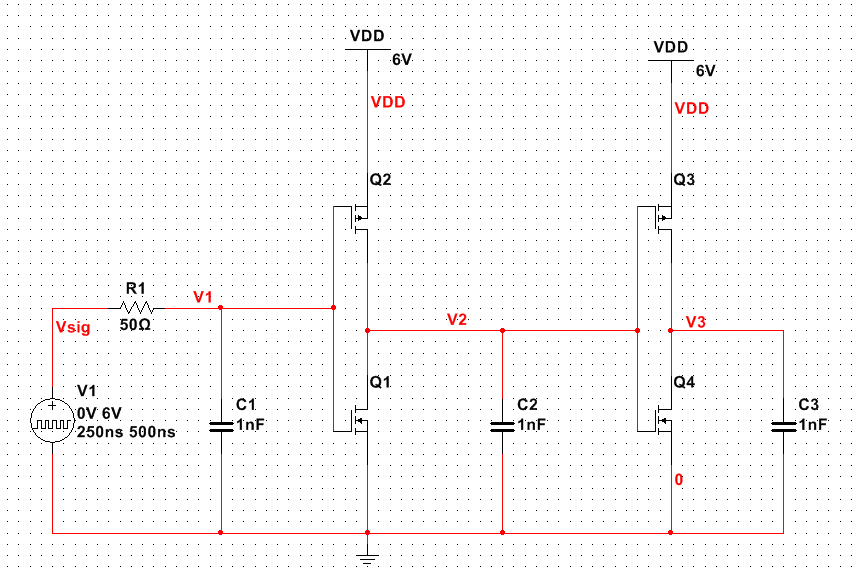 VDD
6V
VDD
VDD
6V
VDD
Q2
Q3
R1
50Ω
V1
Vsig
V2
V3
V1
0V 6V
250ns 500ns
C1
1nF
Q1
C2
1nF
Q4
C3
1nF
0